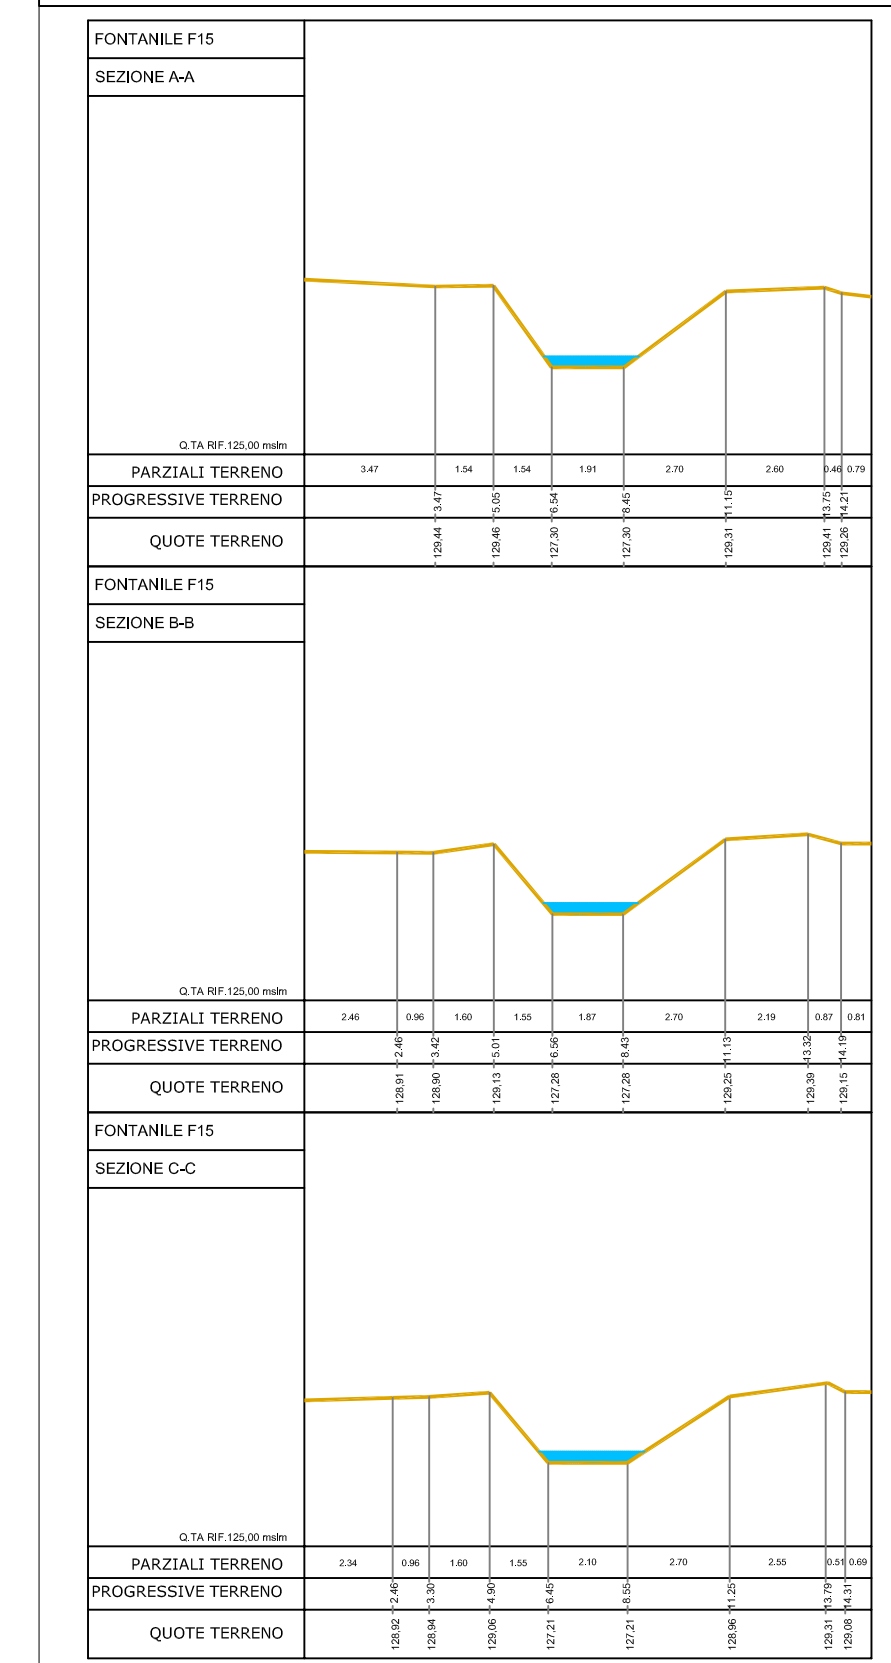 FONTANILE F15
SEZIONE A-A
Q.TA RIF.125,00 mslm
PARZIALI TERRENO 3.47 1.54 1.54 1.91 2.70 2.60 0.46 0.79
PROGRESSIVE TERRENO 3.47 5.05 6.54 8.45 11.15 13.75 14.21
QUOTE TERRENO 129,44 129,46 127,30 127,30 129,31 129,41 129,26
FONTANILE F15
SEZIONE B-B
Q.TA RIF.125,00 mslm
PARZIALI TERRENO 2.46 0.96 1.60 1.55 1.87 2.70 2.19 0.87 0.81
PROGRESSIVE TERRENO 2.46 3.42 5.01 6.56 8.43 11.13 13.32 14.19
QUOTE TERRENO 128,91 128,90 129,13 127,28 127,28 129,25 129,39 129,15
FONTANILE F15
SEZIONE C-C
Q.TA RIF.125,00 mslm
PARZIALI TERRENO 2.34 0.96 1.60 1.55 2.10 2.70 2.55 0.51 0.69
PROGRESSIVE TERRENO 2.46 3.30 4.90 6.45 8.55 11.25 13.79 14.31
QUOTE TERRENO 128,92 128,94 129,06 127,21 127,21 128,96 129,31 129,08